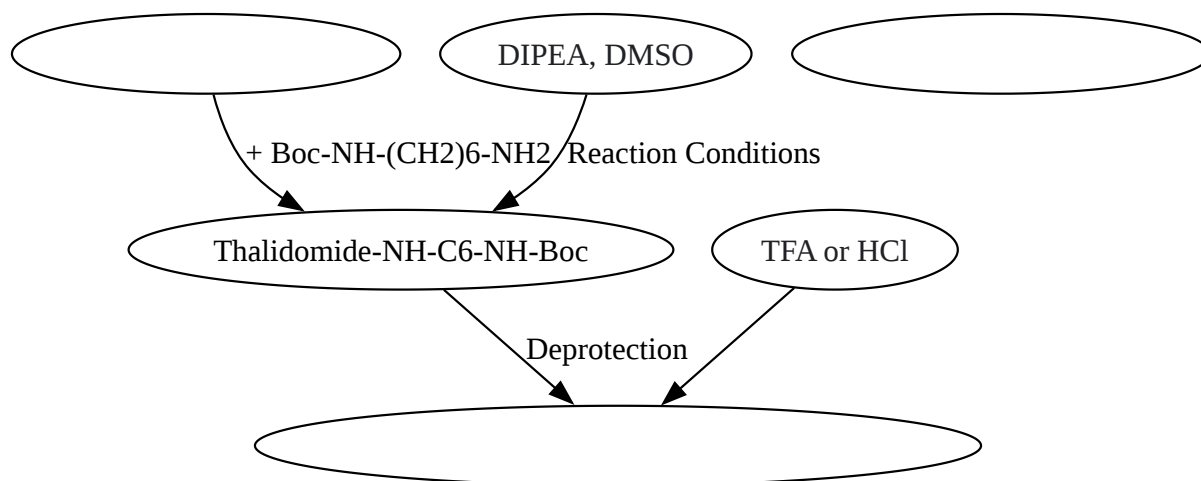 DIPEA, DMSO
+ Boc-NH-(CH2)6-NH2
Reaction Conditions
Thalidomide-NH-C6-NH-Boc
TFA or HCl
Deprotection